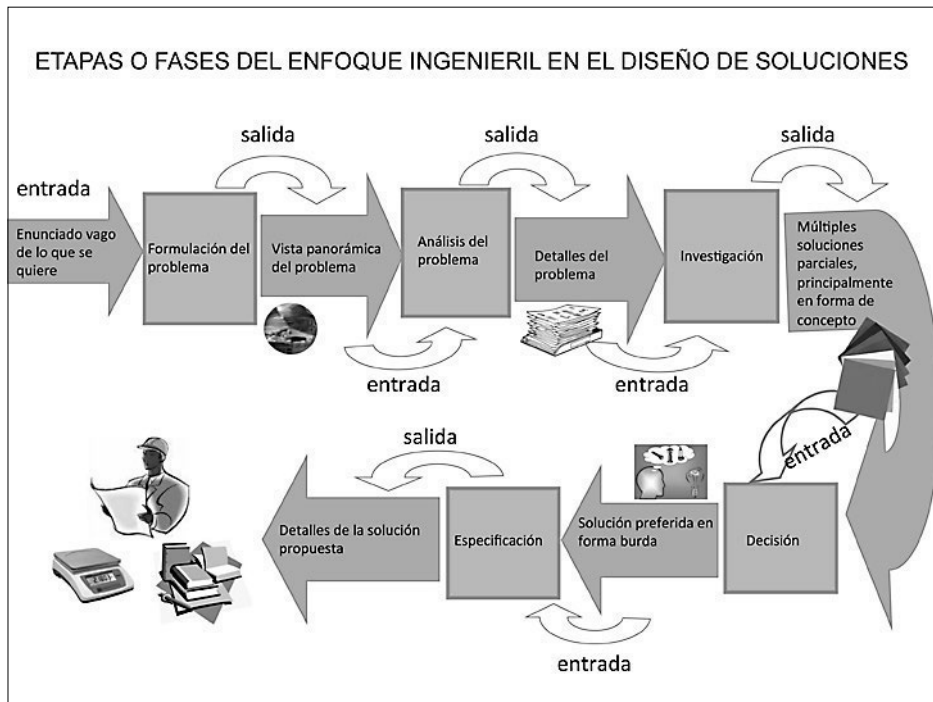 ETAPAS O FASES DEL ENFOQUE INGENIERIL EN EL DISEÑO DE SOLUCIONES
salida
salida
salida
entrada
Enunciado vago
de lo que se
quiere
Formulación del
problema
Vista panorámica
del problema
Análisis del
problema
Detalles del
problema
Investigación
Múltiples
soluciones
parciales,
principalmente
en forma de
concepto
entrada
entrada
entrada
salida
Detalles de la solución
propuesta
Especificación
Solución preferida en
forma burda
Decisión
entrada